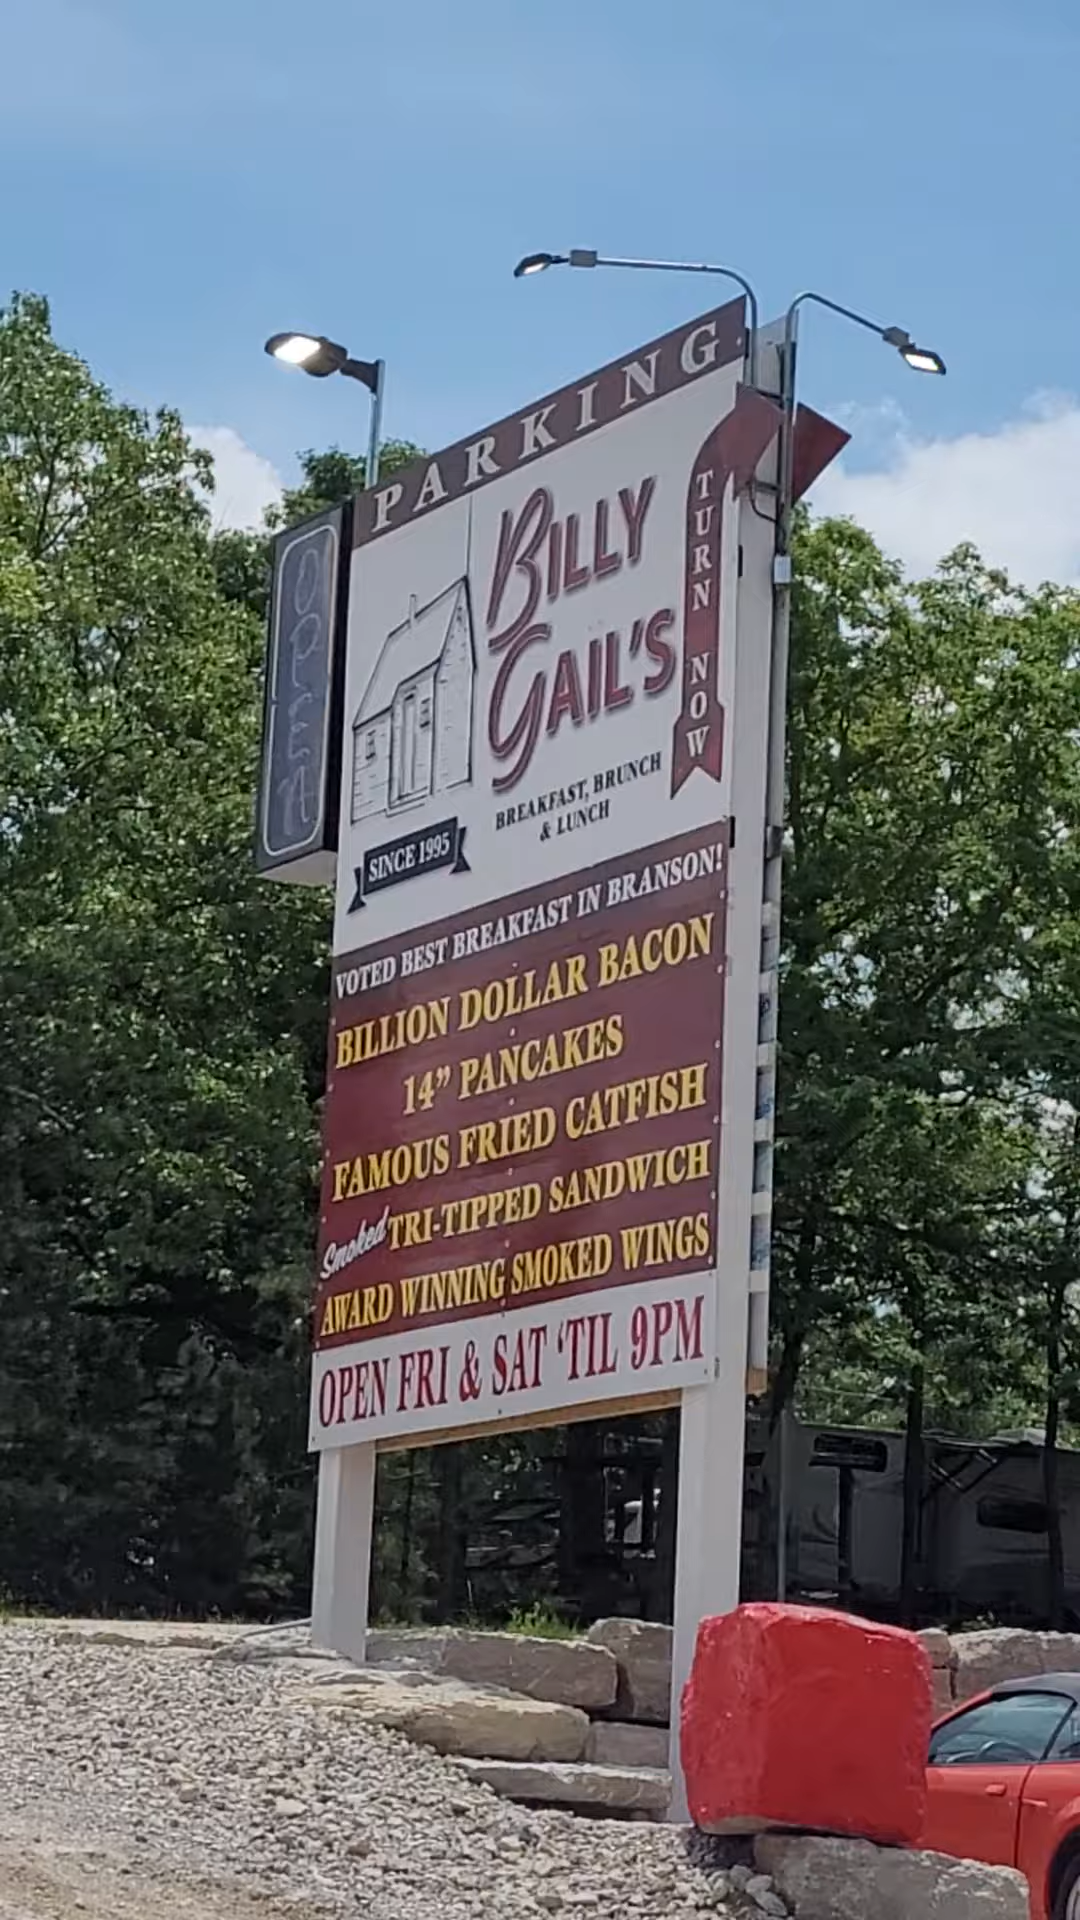 PARKING
OPEN
BILLY
GAIL'S
TURN NOW
BREAKFAST, BRUNCH
& LUNCH
SINCE 1995
VOTED BEST BREAKFAST IN BRANSON!
BILLION DOLLAR BACON
14” PANCAKES
FAMOUS FRIED CATFISH
Smoked TRI-TIPPED SANDWICH
AWARD WINNING SMOKED WINGS
OPEN FRI & SAT ‘TIL 9PM